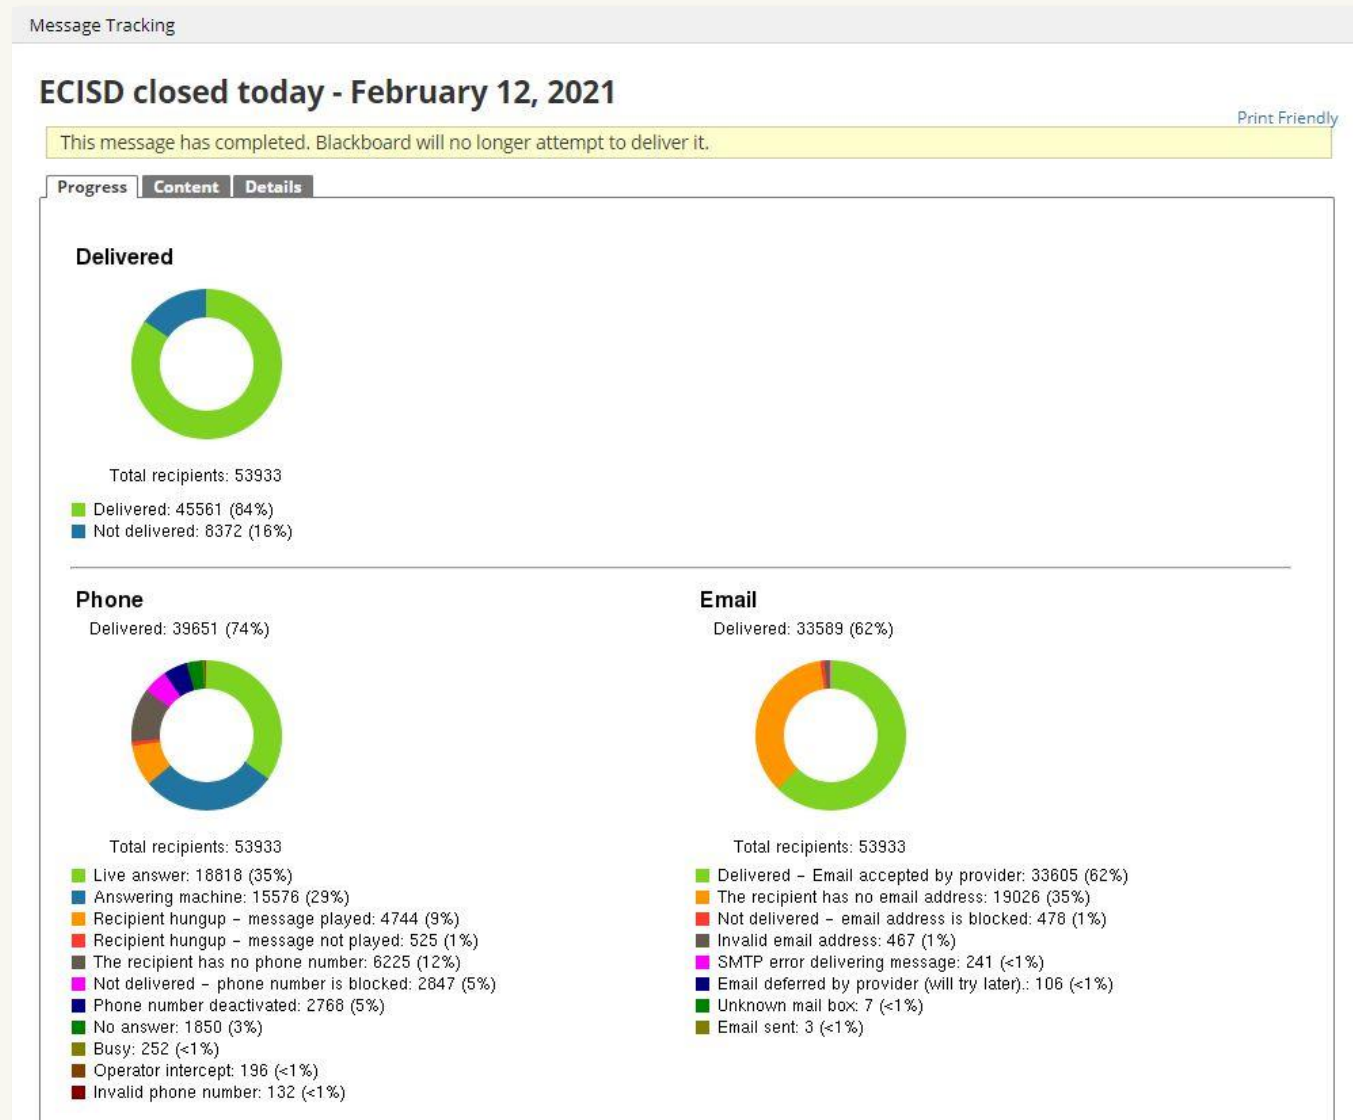 Message Tracking
ECISD closed today - February 12, 2021
Print Friendly
This message has completed. Blackboard will no longer attempt to deliver it.
Progress Content Details
Delivered
Total recipients: 53933
Delivered: 45561 (84%)
Not delivered: 8372 (16%)
Phone
Delivered: 39651 (74%)
Total recipients: 53933
Live answer: 18818 (35%)
Answering machine: 15576 (29%)
Recipient hungup – message played: 4744 (9%)
Recipient hungup – message not played: 525 (1%)
The recipient has no phone number: 6225 (12%)
Not delivered – phone number is blocked: 2847 (5%)
Phone number deactivated: 2768 (5%)
No answer: 1850 (3%)
Busy: 252 (<1%)
Operator intercept: 196 (<1%)
Invalid phone number: 132 (<1%)
Email
Delivered: 33589 (62%)
Total recipients: 53933
Delivered – Email accepted by provider: 33605 (62%)
The recipient has no email address: 19026 (35%)
Not delivered – email address is blocked: 478 (1%)
Invalid email address: 467 (1%)
SMTP error delivering message: 241 (<1%)
Email deferred by provider (will try later).: 106 (<1%)
Unknown mail box: 7 (<1%)
Email sent: 3 (<1%)